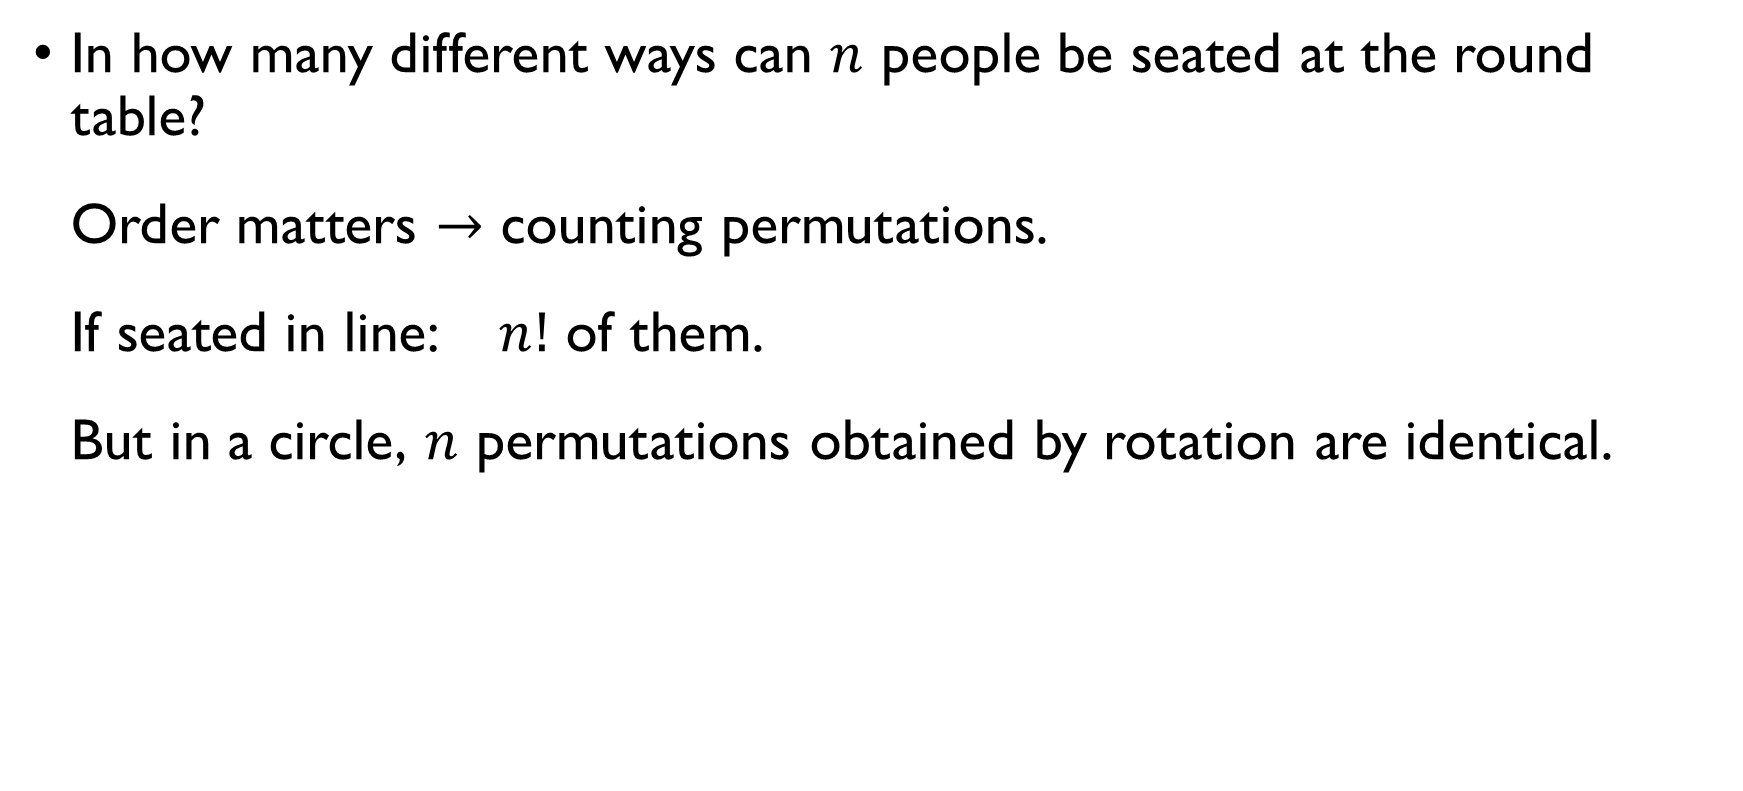 • In how many different ways can n people be seated at the round
table?
Order matters → counting permutations.
If seated in line: n! of them.
But in a circle, n permutations obtained by rotation are identical.